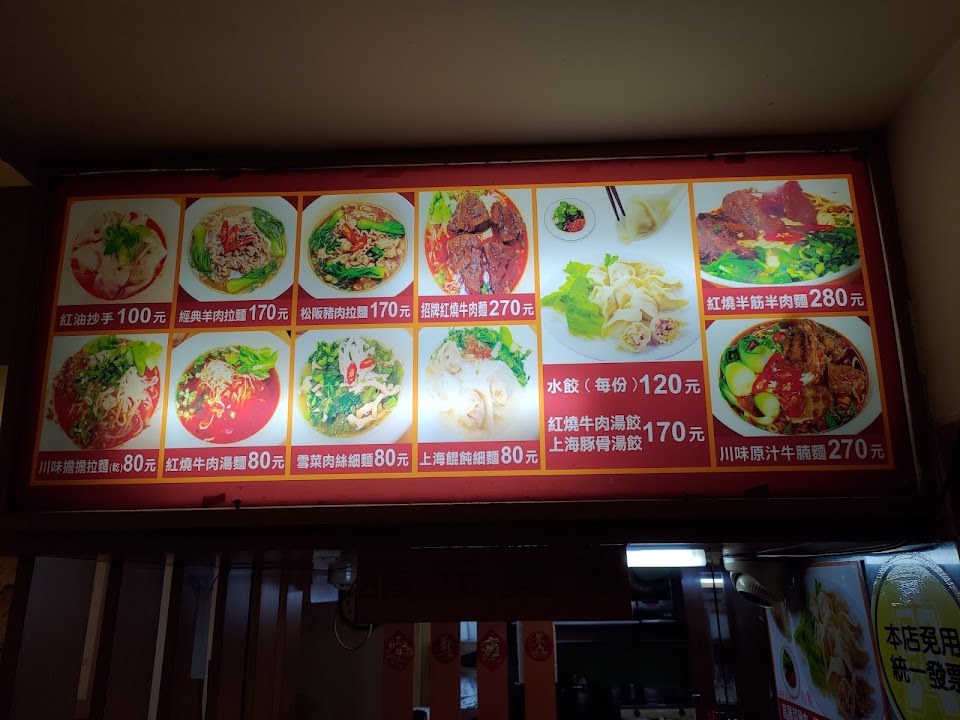 紅油抄手100元
經典羊肉拉麵170元
松阪豬肉拉麵170元
招牌紅燒牛肉麵270元
紅燒半筋半肉麵280元
川味擔擔拉麵(乾)80元
紅燒牛肉湯麵80元
雪菜肉絲細麵80元
上海餛飩細麵80元
水餃（每份）120元
紅燒牛肉湯餃
上海豚骨湯餃
170元
川味原汁牛腩麵270元
本店免用
統一發票